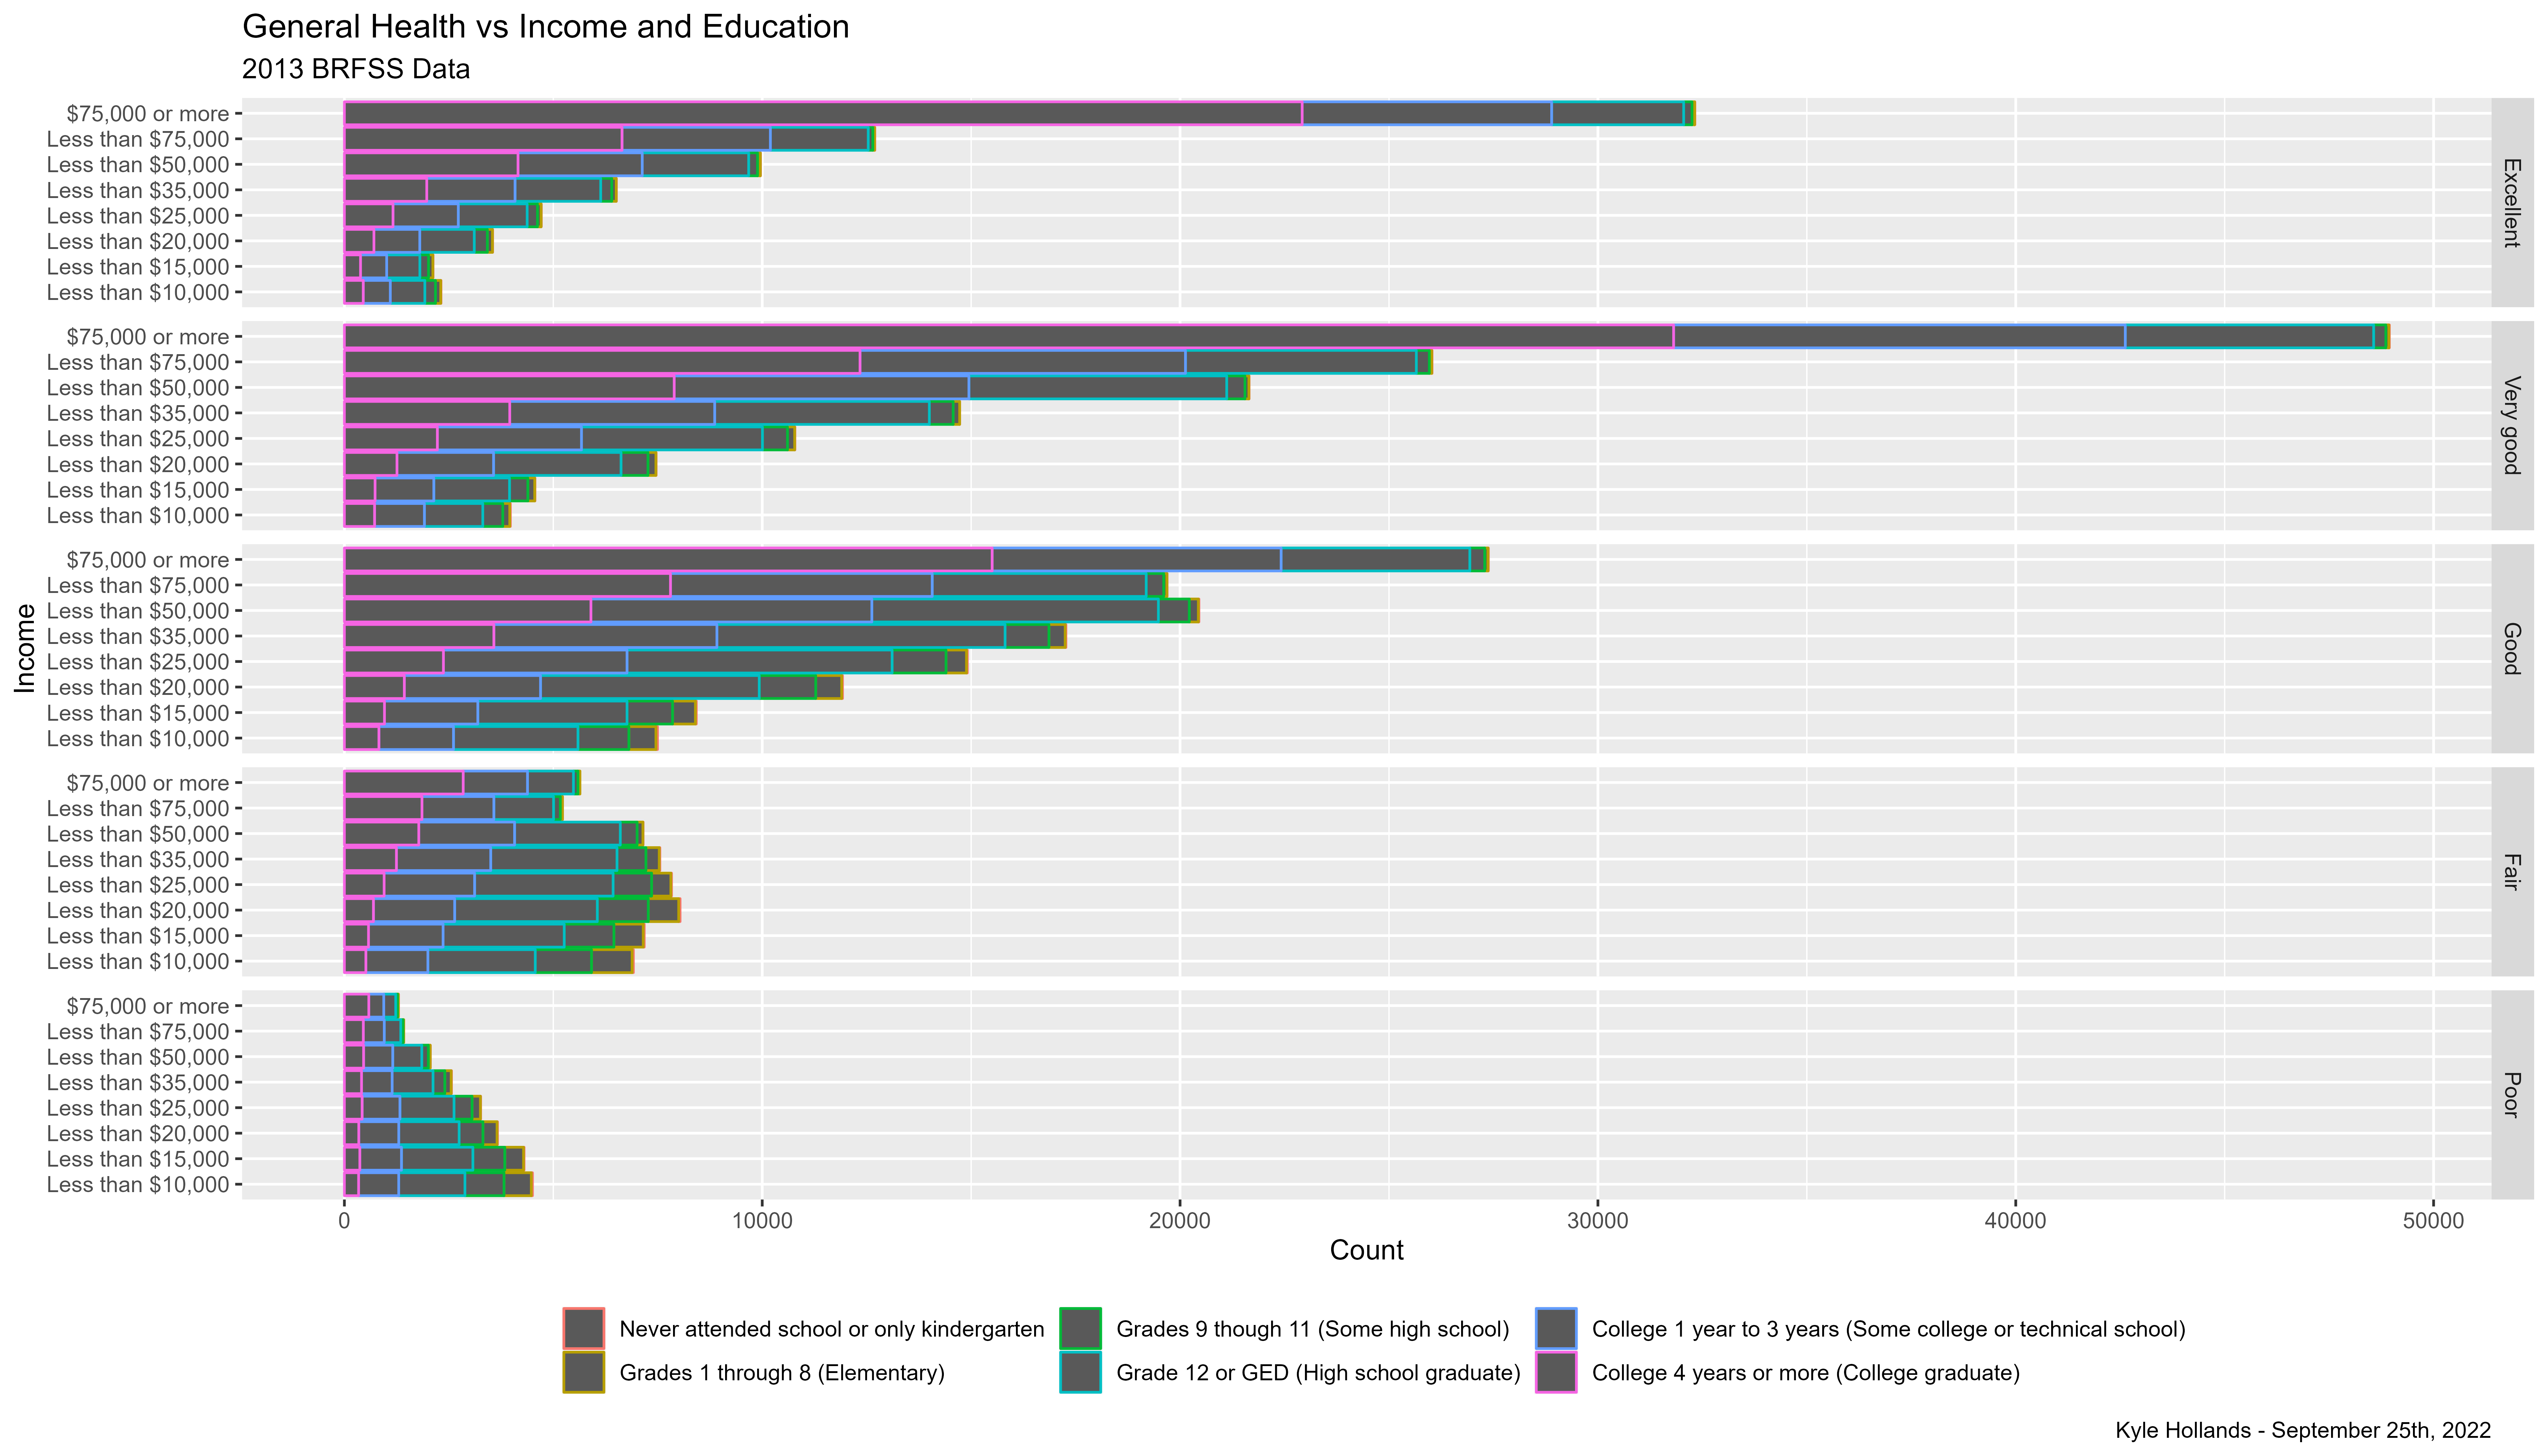 General Health vs Income and Education
2013 BRFSS Data
$75,000 or more
Less than $75,000
Less than $50,000
Less than $35,000
Less than $25,000
Less than $20,000
Less than $15,000
Less than $10,000
Excellent
$75,000 or more
Less than $75,000
Less than $50,000
Less than $35,000
Less than $25,000
Less than $20,000
Less than $15,000
Less than $10,000
Very good
Income
$75,000 or more
Less than $75,000
Less than $50,000
Less than $35,000
Less than $25,000
Less than $20,000
Less than $15,000
Less than $10,000
Good
$75,000 or more
Less than $75,000
Less than $50,000
Less than $35,000
Less than $25,000
Less than $20,000
Less than $15,000
Less than $10,000
Fair
$75,000 or more
Less than $75,000
Less than $50,000
Less than $35,000
Less than $25,000
Less than $20,000
Less than $15,000
Less than $10,000
Poor
0 10000 20000 30000 40000 50000
Count
Never attended school or only kindergarten Grades 9 though 11 (Some high school) College 1 year to 3 years (Some college or technical school)
Grades 1 through 8 (Elementary) Grade 12 or GED (High school graduate) College 4 years or more (College graduate)
Kyle Hollands - September 25th, 2022